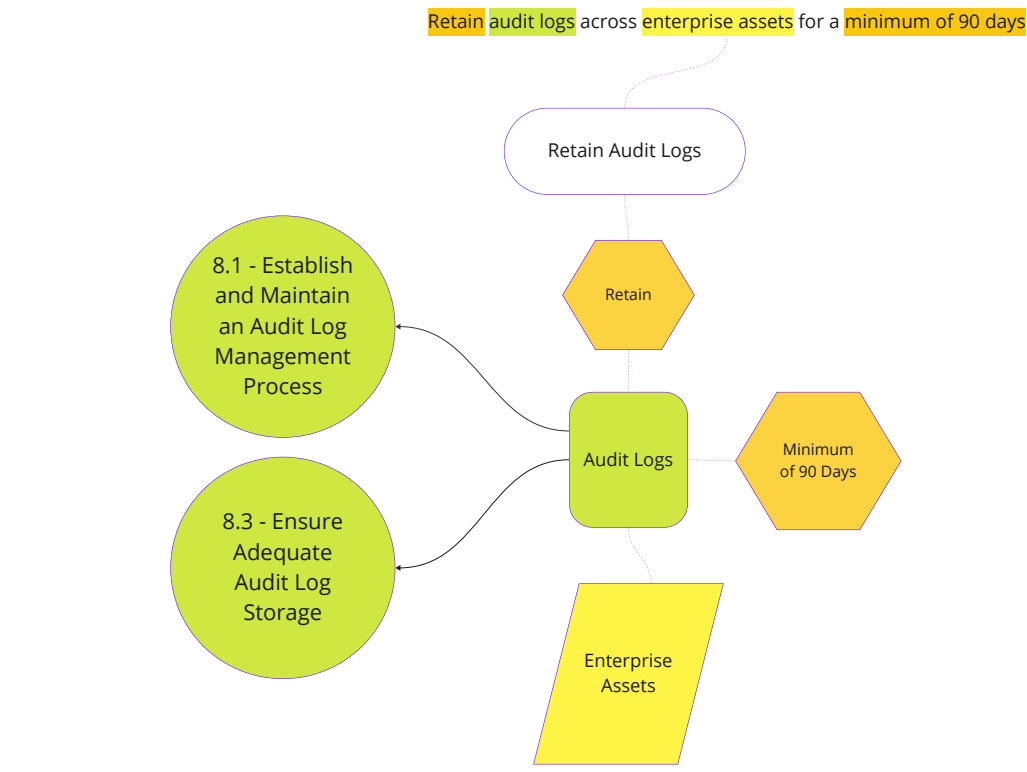 Retain audit logs across enterprise assets for a minimum of 90 days
Retain Audit Logs
8.1 - Establish
and Maintain
an Audit Log
Management
Process
Retain
Audit Logs
Minimum
of 90 Days
8.3 - Ensure
Adequate
Audit Log
Storage
Enterprise
Assets